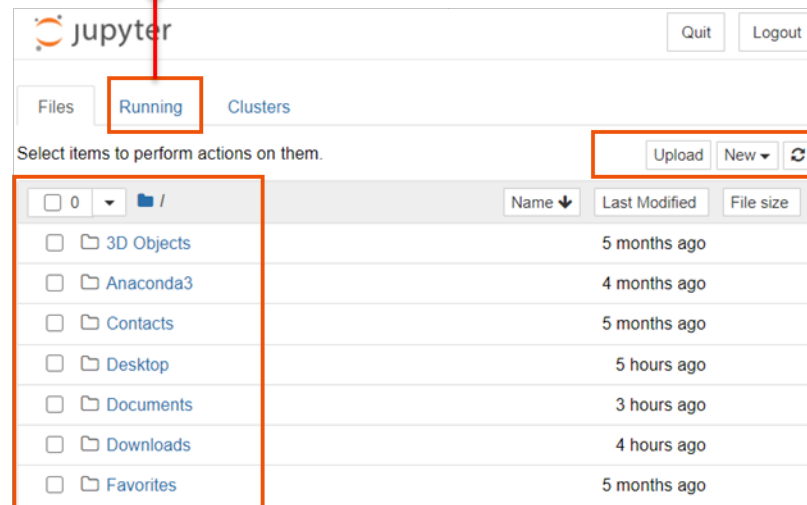 jupyter Quit Logout
Files Running Clusters
Select items to perform actions on them. Upload New
0 / Name Last Modified File size
3D Objects 5 months ago
Anaconda3 4 months ago
Contacts 5 months ago
Desktop 5 hours ago
Documents 3 hours ago
Downloads 4 hours ago
Favorites 5 months ago